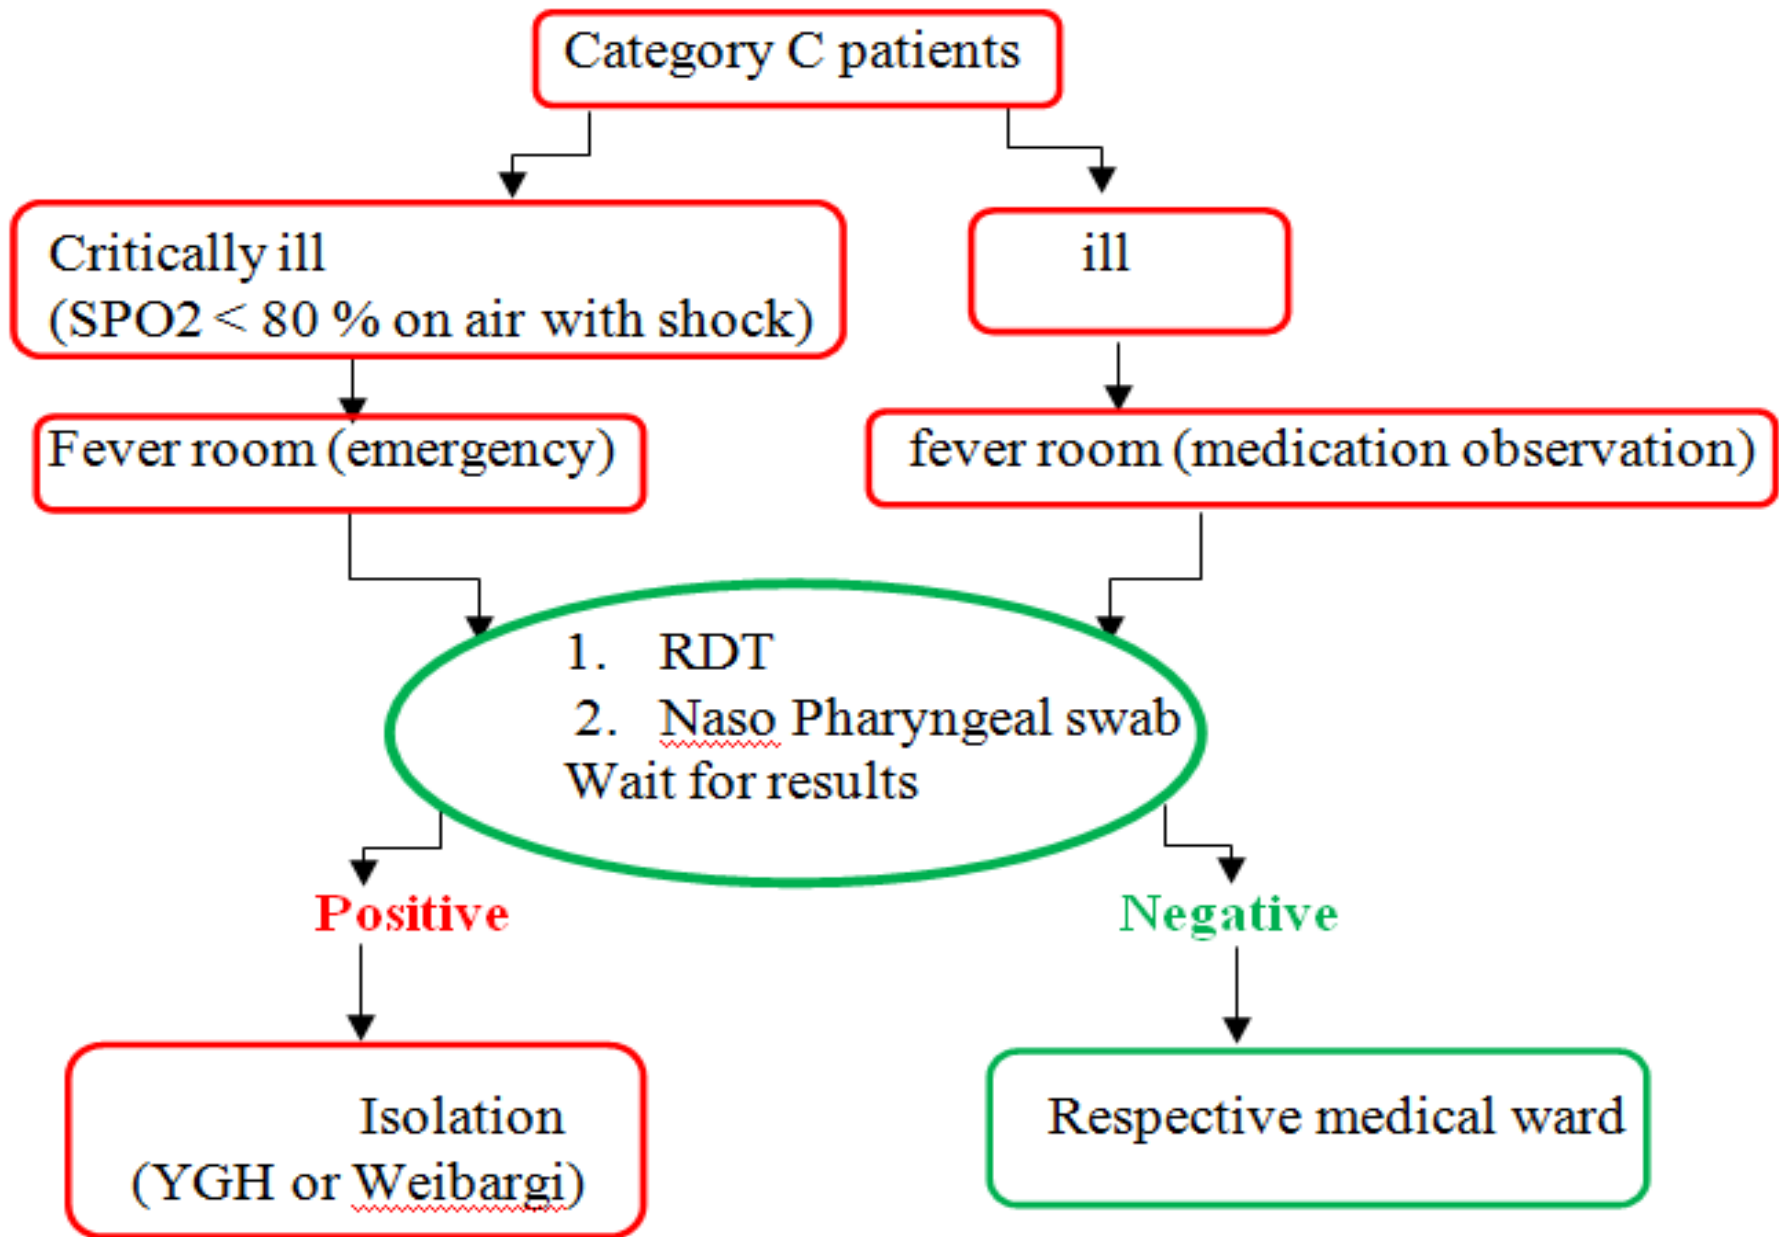 Category C patients
Critically ill
(SPO2 < 80 % on air with shock)
ill
Fever room (emergency)
fever room (medication observation)
1. RDT
2. Naso Pharyngeal swab
Wait for results
Positive
Negative
Isolation
(YGH or Weibargi)
Respective medical ward